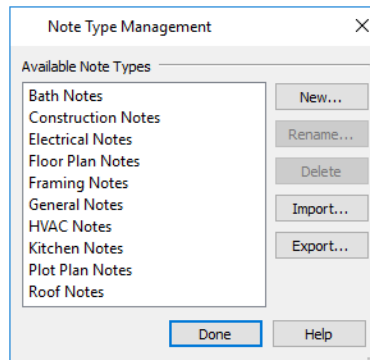 Note Type Management
Available Note Types
Bath Notes
Construction Notes
Electrical Notes
Floor Plan Notes
Framing Notes
General Notes
HVAC Notes
Kitchen Notes
Plot Plan Notes
Roof Notes
New...
Rename...
Delete
Import...
Export...
Done
Help